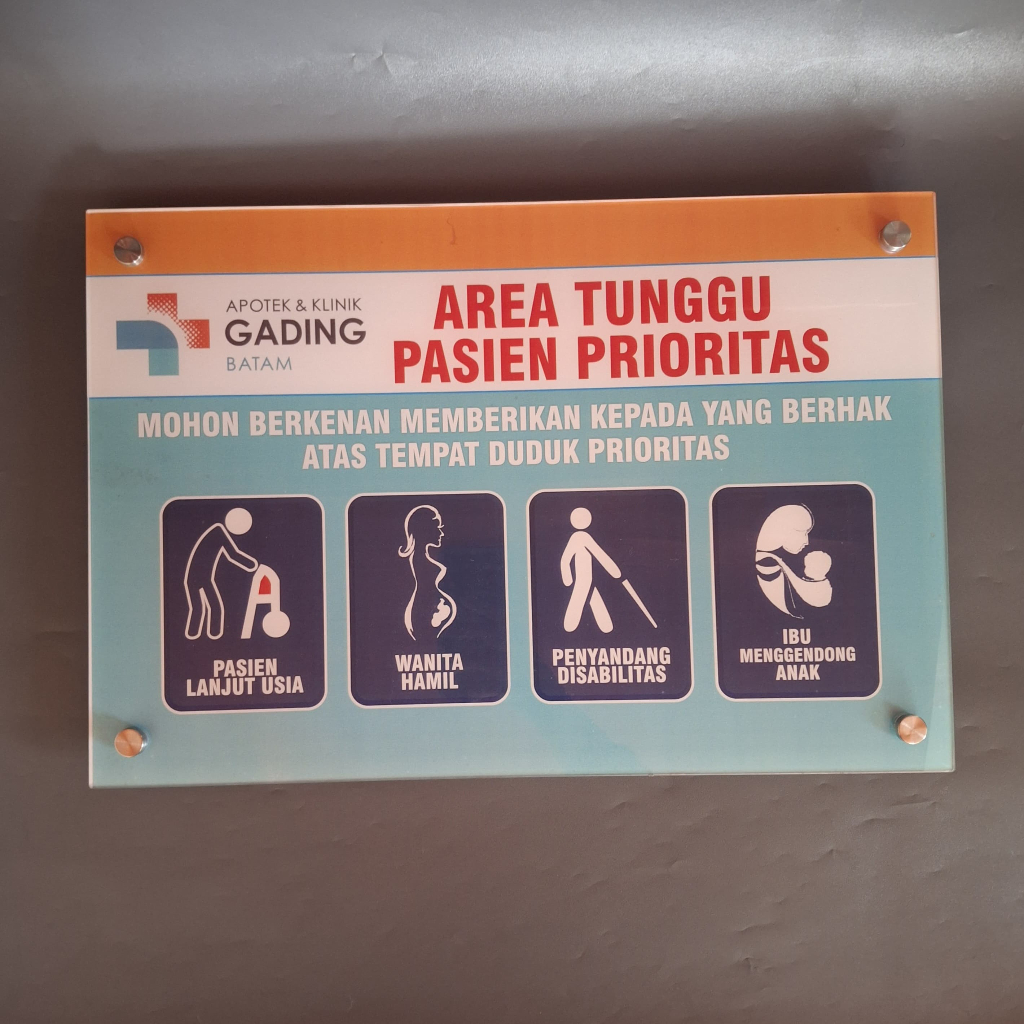 APOTEK & KLINIK
GADING
BATAM
AREA TUNGGU
PASIEN PRIORITAS
MOHON BERKENAN MEMBERIKAN KEPADA YANG BERHAK
ATAS TEMPAT DUDUK PRIORITAS
PASIEN
LANJUT USIA
WANITA
HAMIL
PENYANDANG
DISABILITAS
IBU
MENGGENDONG
ANAK